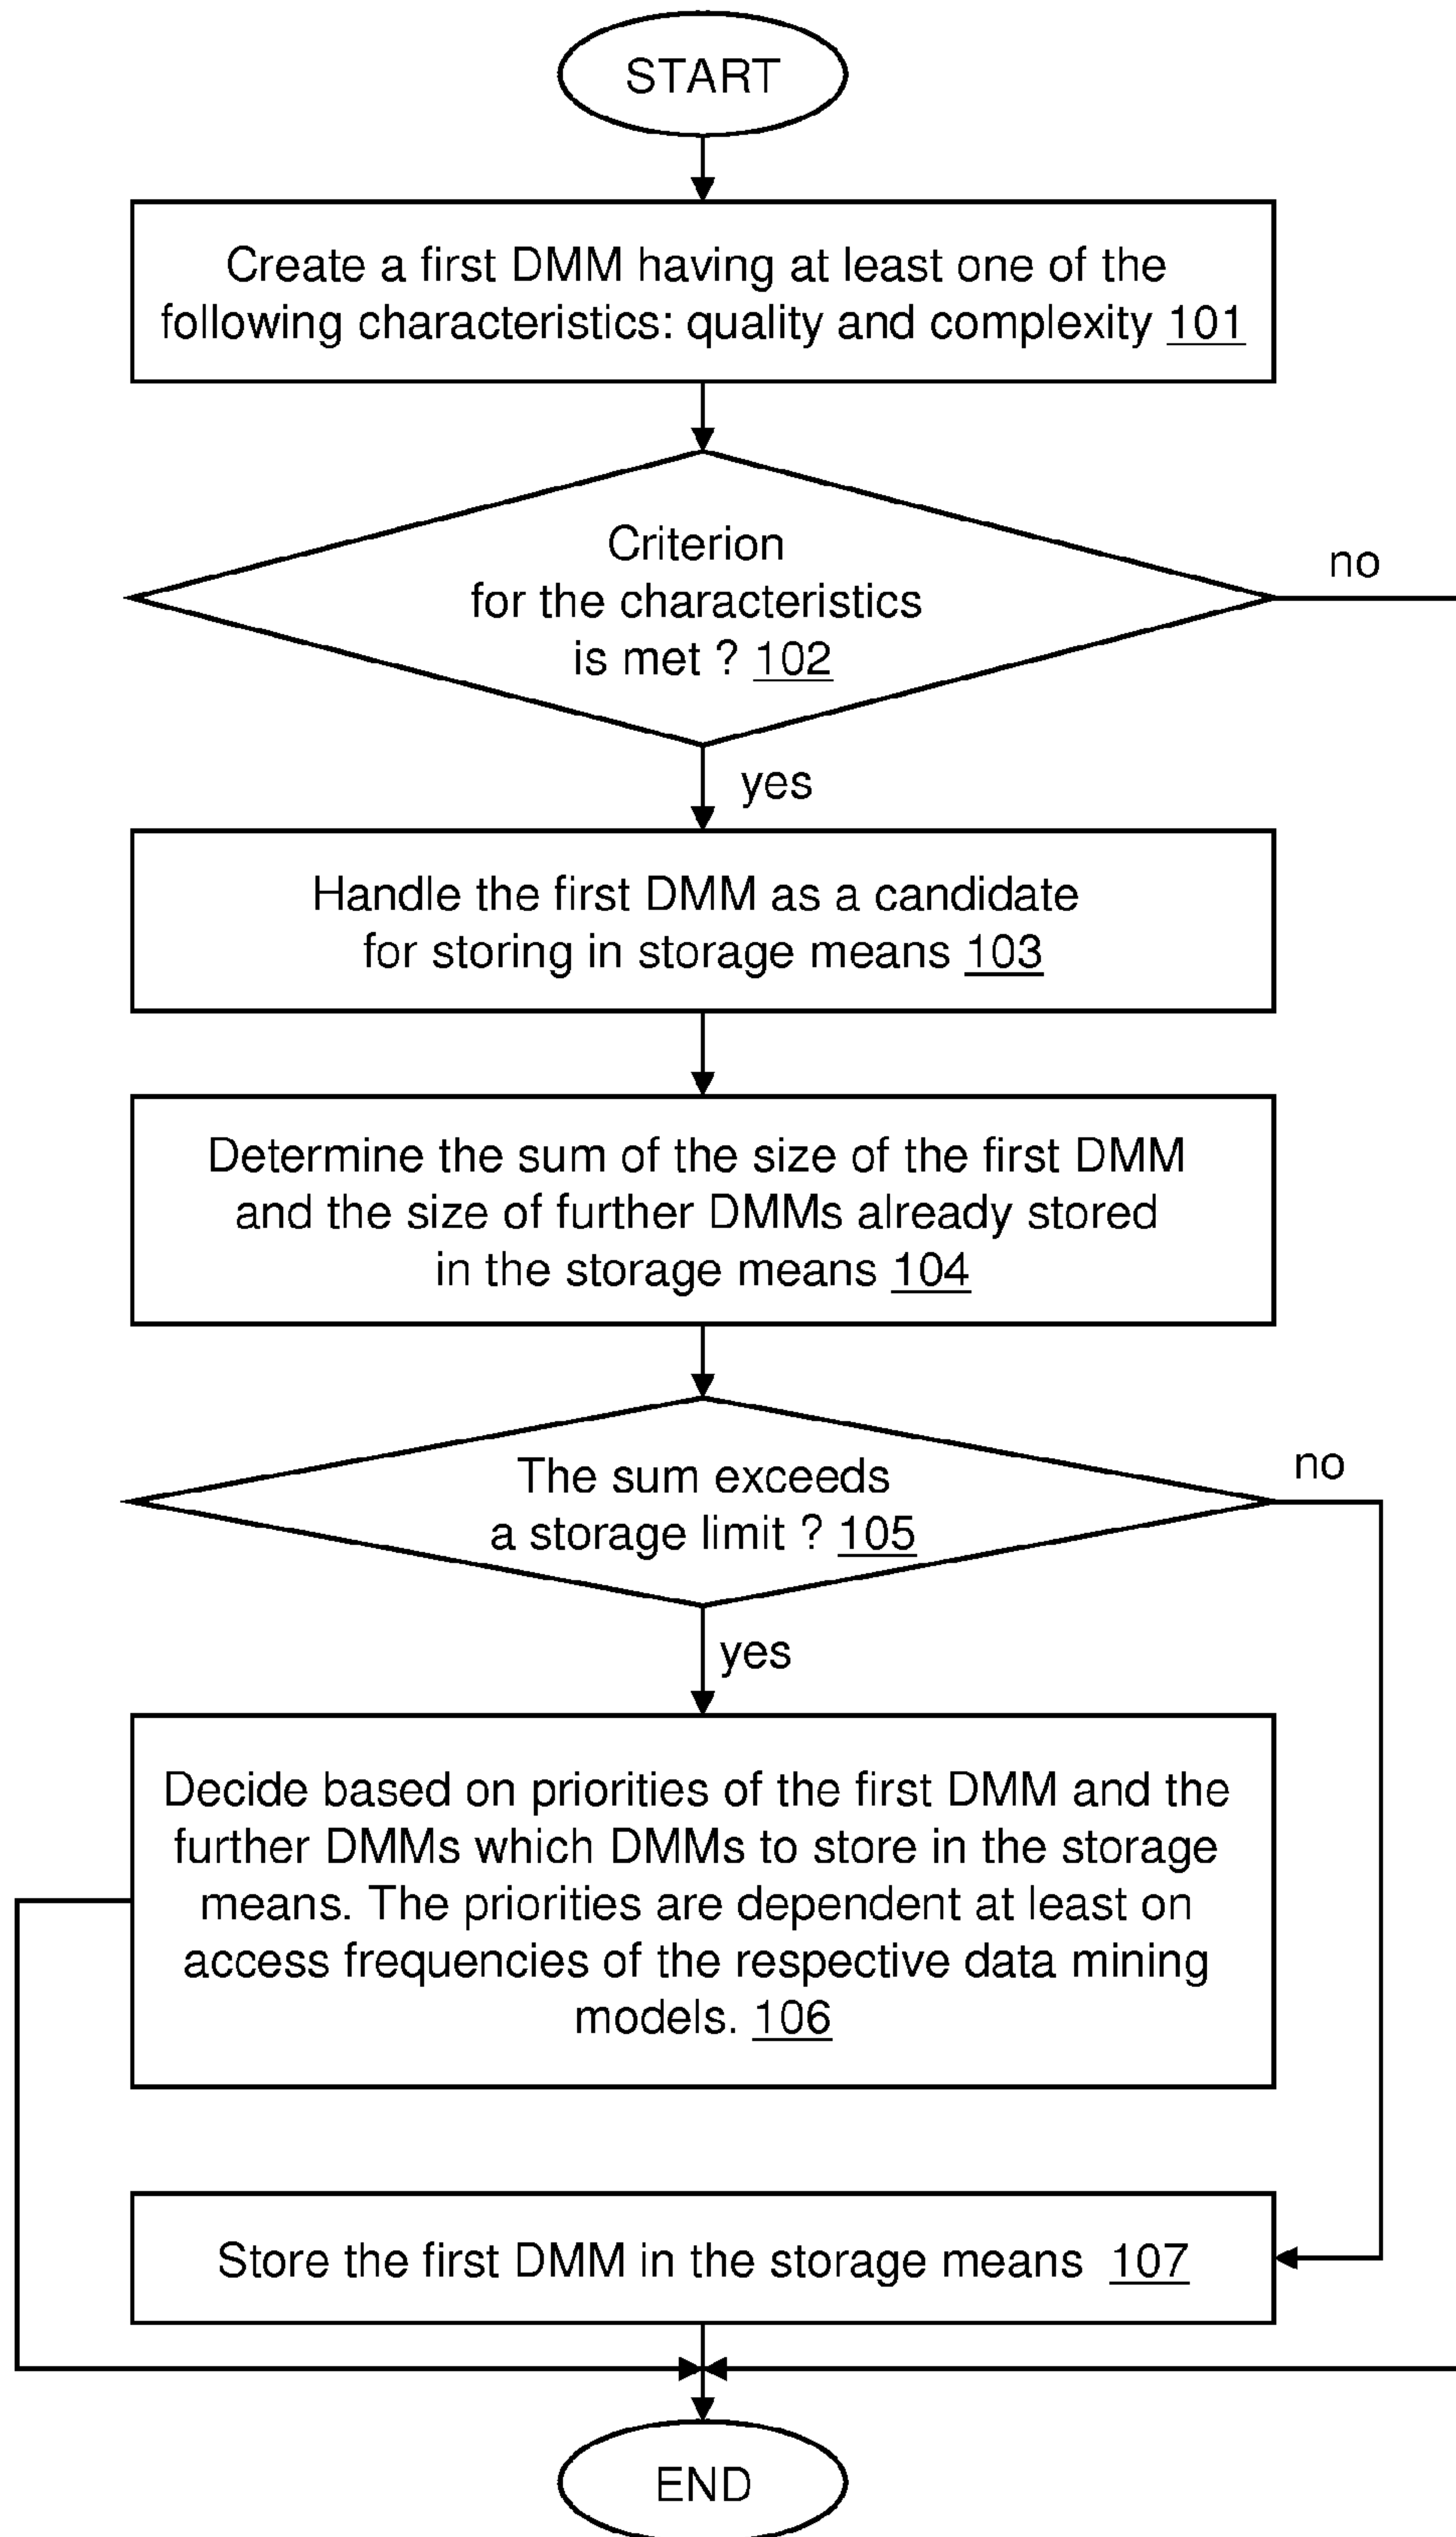 START
Create a first DMM having at least one of the
following characteristics: quality and complexity 101
Criterion
for the characteristics
is met ? 102
no
yes
Handle the first DMM as a candidate
for storing in storage means 103
Determine the sum of the size of the first DMM
and the size of further DMMs already stored
in the storage means 104
The sum exceeds
a storage limit ? 105
no
yes
Decide based on priorities of the first DMM and the
further DMMs which DMMs to store in the storage
means. The priorities are dependent at least on
access frequencies of the respective data mining
models. 106
Store the first DMM in the storage means 107
END